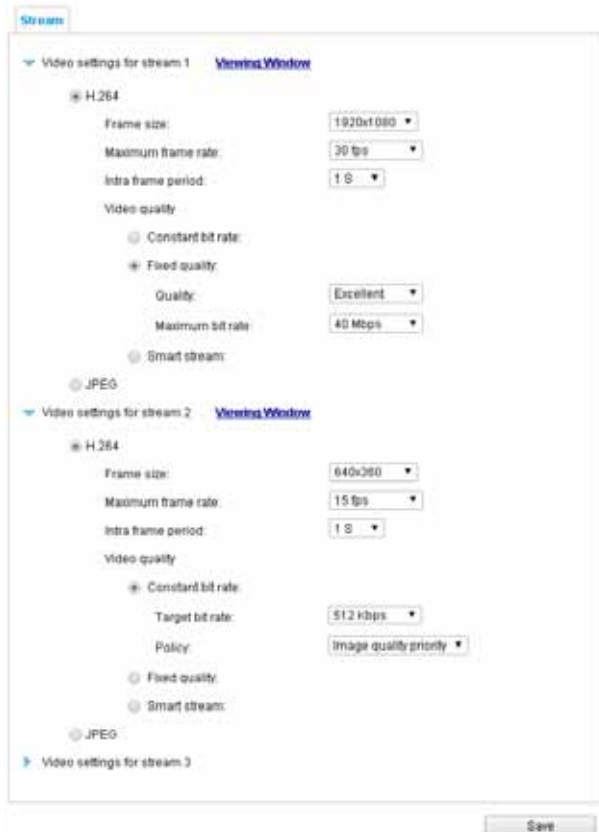 Stream
Video settings for stream 1 Viewing Window
H.264
Frame size: 1920x1080
Maximum frame rate: 30 fps
Intra frame period: 1 S
Video quality
Constant bit rate:
Fixed quality:
Quality: Excellent
Maximum bit rate: 40 Mbps
Smart stream:
JPEG
Video settings for stream 2 Viewing Window
H.264
Frame size: 640x360
Maximum frame rate: 15 fps
Intra frame period: 1 S
Video quality
Constant bit rate:
Target bit rate: 512 Kbps
Policy: Image quality priority
Fixed quality:
Smart stream:
JPEG
Video settings for stream 3
Save